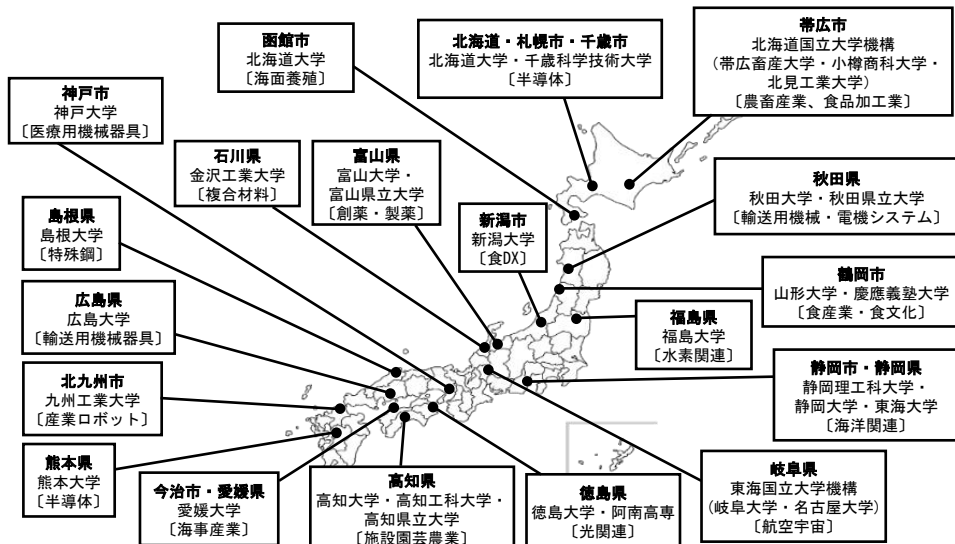 函館市
北海道大学
〔海面養殖〕
北海道・札幌市・千歳市
北海道大学・千歳科学技術大学
〔半導体〕
帯広市
北海道国立大学機構
(帯広畜産大学・小樽商科大学・
北見工業大学)
〔農畜産業、食品加工業〕
神戸市
神戸大学
〔医療用機械器具〕
石川県
金沢工業大学
〔複合材料〕
富山県
富山大学・
富山県立大学
〔創薬・製薬〕
秋田県
秋田大学・秋田県立大学
〔輸送用機械・電機システム〕
島根県
島根大学
〔特殊鋼〕
新潟市
新潟大学
〔食DX〕
鶴岡市
山形大学・慶應義塾大学
〔食産業・食文化〕
広島県
広島大学
〔輸送用機械器具〕
福島県
福島大学
〔水素関連〕
静岡市・静岡県
静岡理工科大学・
静岡大学・東海大学
〔海洋関連〕
北九州市
九州工業大学
〔産業ロボット〕
熊本県
熊本大学
〔半導体〕
今治市・愛媛県
愛媛大学
〔海事産業〕
高知県
高知大学・高知工科大学・
高知県立大学
〔施設園芸農業〕
徳島県
徳島大学・阿南高専
〔光関連〕
岐阜県
東海国立大学機構
(岐阜大学・名古屋大学)
〔航空宇宙〕